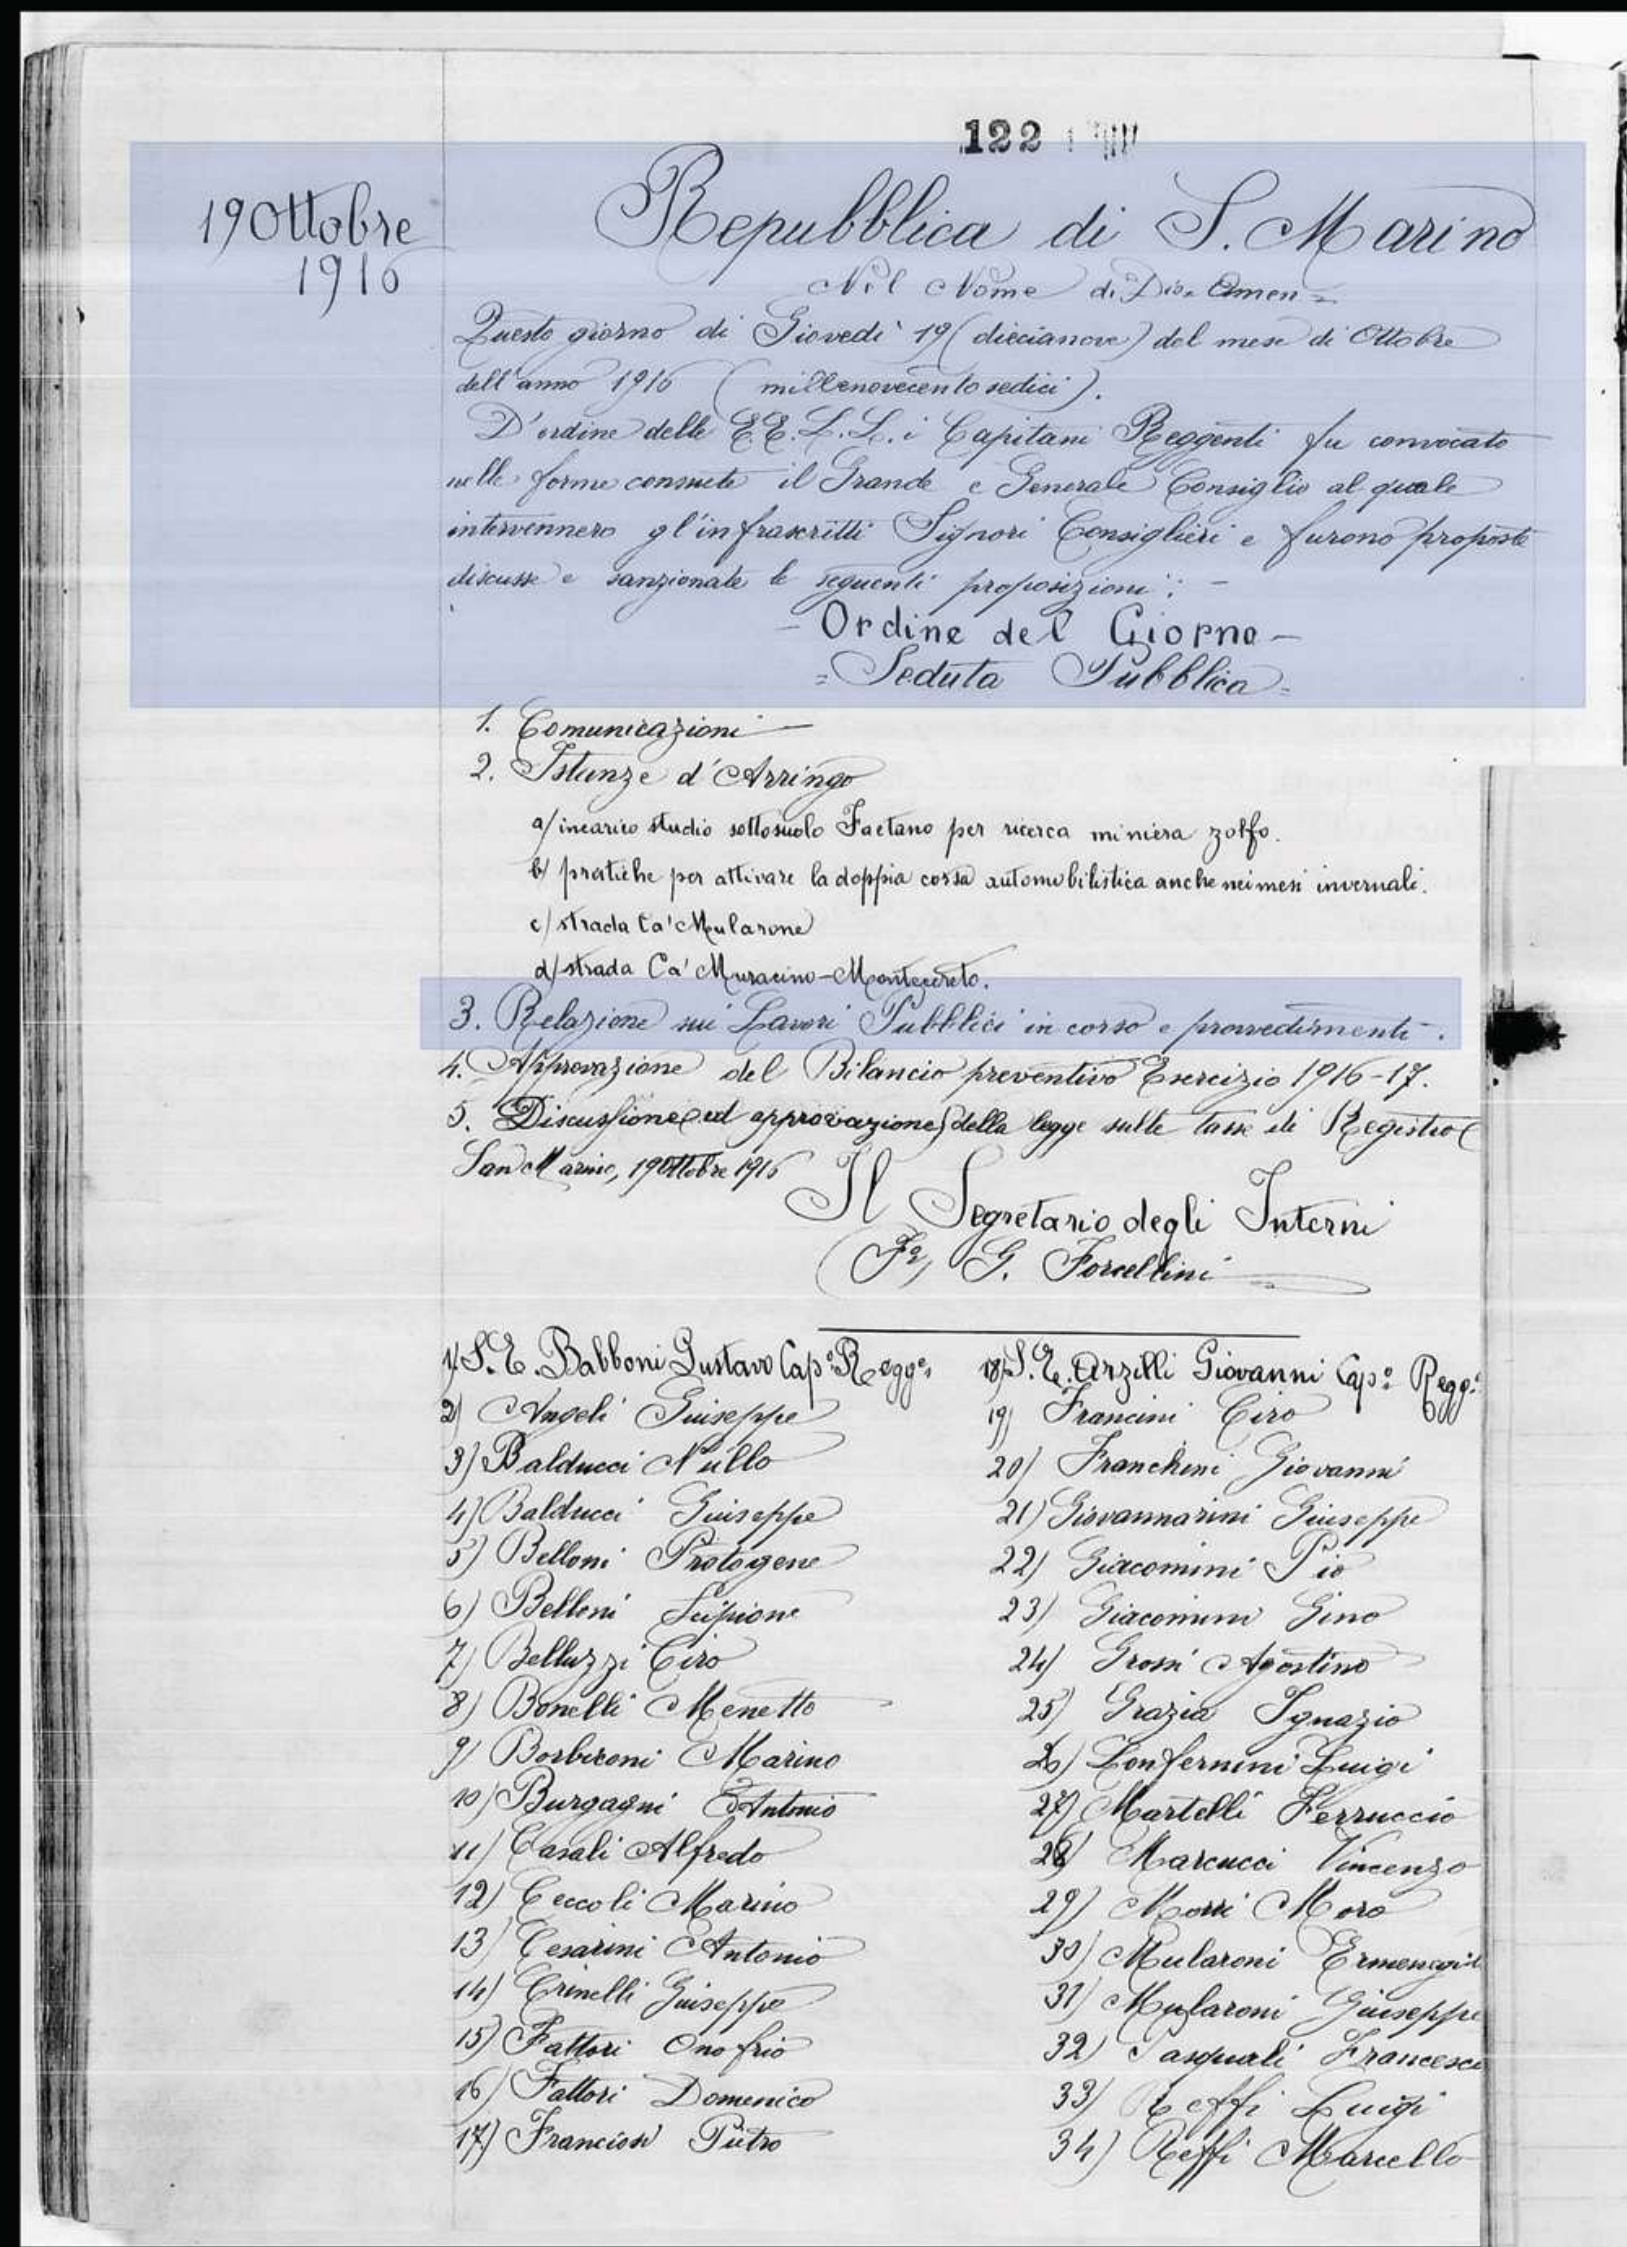 122
19 Ottobre
1916
Repubblica di S. Marino
Nel Nome di Dio Amen =
Questo giorno di Giovedì 19 (diecianove) del mese di Ottobre
dell'anno 1916 (millenovecentosedici).
D'ordine delle E.E. L.L. i Capitani Reggenti fu convocato
nelle forme consuete il Grande e Generale Consiglio al quale
intervennero gl'infrascritti Signori Consiglieri e furono proposte
discusse e sanzionate le seguenti proposizioni: -
- Ordine del Giorno -
= Seduta Pubblica =
1. Comunicazioni -
2. Istanze d'Arringo
a) incarico studio sottosuolo Faetano per ricerca miniera zolfo.
b) pratiche per attivare la doppia corsa automobilistica anche nei mesi invernali.
c) strada Ca' Mularone
d) strada Ca' Muracino - Montecereto.
3. Relazione sui Lavori Pubblici in corso e provvedimenti.
4. Approvazione del Bilancio preventivo Esercizio 1916-17.
5. Discussione ed approvazione della legge sulle tasse di Registro
San Marino, 19 Ottobre 1916
Il Segretario degli Interni
Fo, G. Forcellini
1) S. E. Babboni Gustavo Cap.o Regg.e
2) Angeli Giuseppe
3) Balducci Nullo
4) Balducci Giuseppe
5) Belloni Protogene
6) Belloni Scipione
7) Belluzzi Ciro
8) Bonelli Menetto
9) Borbiconi Marino
10) Burgagni Antonio
11) Casali Alfredo
12) Ceccoli Marino
13) Cesarini Antonio
14) Crinelli Giuseppe
15) Fattori Onofrio
16) Fattori Domenico
17) Franciosi Pietro
18) S. E. Arzilli Giovanni Cap.o Regg.
19) Francini Ciro
20) Franchini Giovanni
21) Giovannarini Giuseppe
22) Giacomini Pio
23) Giacomini Gino
24) Grossi Agostino
25) Grazia Ignazio
26) Lonfernini Luigi
27) Martelli Ferruccio
28) Marcucci Vincenzo
29) Morri Moro
30) Mularoni Ermenegil
31) Mularoni Giuseppe
32) Pasquali Francesco
33) Reffi Luigi
34) Reffi Marcello